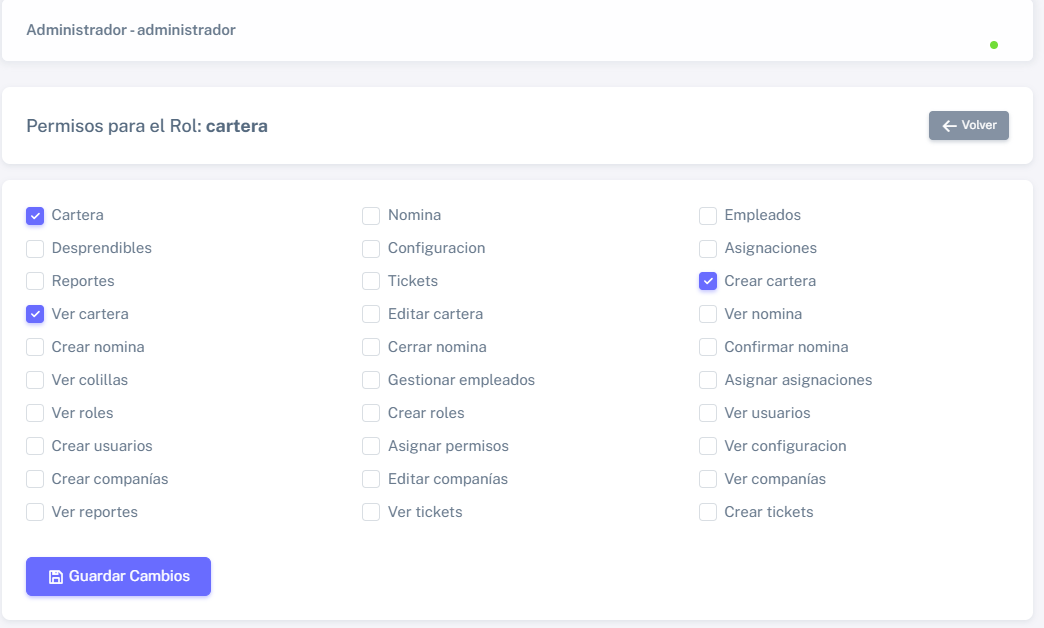 Administrador - administrador
Permisos para el Rol: cartera
Volver
Cartera Nomina Empleados
Desprendibles Configuracion Asignaciones
Reportes Tickets Crear cartera
Ver cartera Editar cartera Ver nomina
Crear nomina Cerrar nomina Confirmar nomina
Ver colillas Gestionar empleados Asignar asignaciones
Ver roles Crear roles Ver usuarios
Crear usuarios Asignar permisos Ver configuracion
Crear companías Editar companías Ver companías
Ver reportes Ver tickets Crear tickets
Guardar Cambios